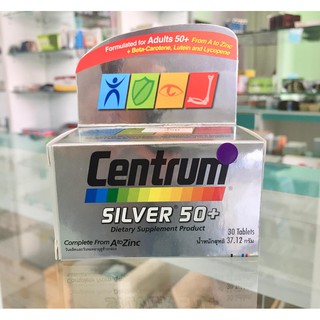 Formulated for Adults 50+ From A to Zinc
+ Beta-Carotene, Lutein and Lycopene
Centrum
SILVER 50+
Dietary Supplement Product
Complete From A to Zinc
30 Tablets
น้ำหนักสุทธิ 37.12 กรัม